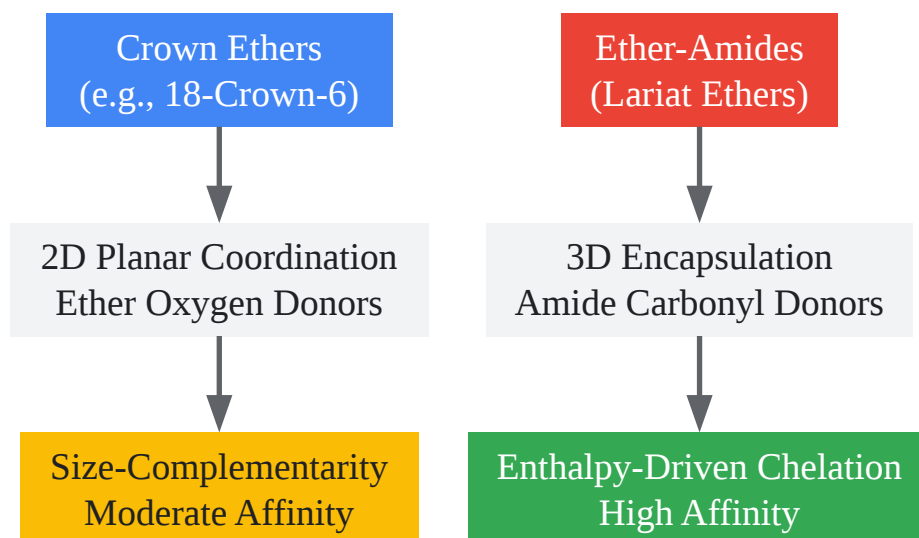 Crown Ethers
(e.g., 18-Crown-6)
2D Planar Coordination
Ether Oxygen Donors
Size-Complementarity
Moderate Affinity
Ether-Amides
(Lariat Ethers)
3D Encapsulation
Amide Carbonyl Donors
Enthalpy-Driven Chelation
High Affinity